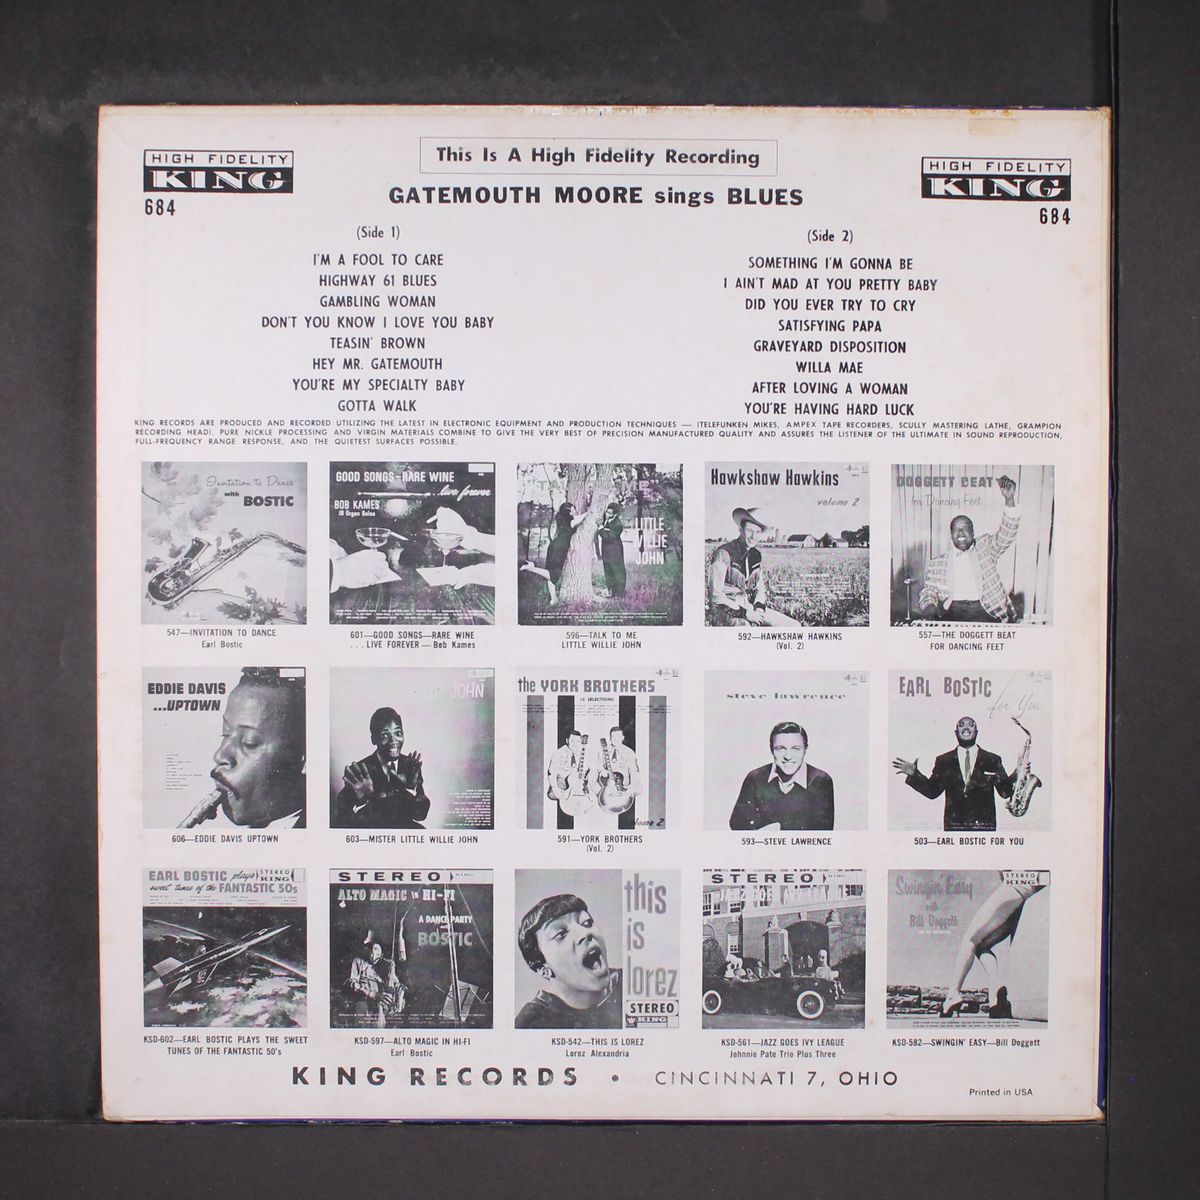 This Is A High Fidelity Recording
HIGH FIDELITY
KING
684
HIGH FIDELITY
KING
684
GATEMOUTH MOORE sings BLUES
(Side 1)
I'M A FOOL TO CARE
HIGHWAY 61 BLUES
GAMBLING WOMAN
DON'T YOU KNOW I LOVE YOU BABY
TEASIN' BROWN
HEY MR. GATEMOUTH
YOU'RE MY SPECIALTY BABY
GOTTA WALK
(Side 2)
SOMETHING I'M GONNA BE
I AIN'T MAD AT YOU PRETTY BABY
DID YOU EVER TRY TO CRY
SATISFYING PAPA
GRAVEYARD DISPOSITION
WILLA MAE
AFTER LOVING A WOMAN
YOU'RE HAVING HARD LUCK
KING RECORDS ARE PRODUCED AND RECORDED UTILIZING THE LATEST IN ELECTRONIC EQUIPMENT AND PRODUCTION TECHNIQUES — (TELEFUNKEN MIKES, AMPEX TAPE RECORDERS, SCULLY MASTERING LATHE, GRAMPION
RECORDING HEAD), PURE NICKLE PROCESSING AND VIRGIN MATERIALS COMBINE TO GIVE THE VERY BEST OF PRECISION MANUFACTURED QUALITY AND ASSURES THE LISTENER OF THE ULTIMATE IN SOUND REPRODUCTION,
FULL-FREQUENCY RANGE RESPONSE, AND THE QUIETEST SURFACES POSSIBLE.
Invitation to Dance
with BOSTIC
547—INVITATION TO DANCE
Earl Bostic
GOOD SONGS—RARE WINE
...live forever
BOB KAMES
601—GOOD SONGS—RARE WINE
. . . LIVE FOREVER — Bob Kames
LITTLE
WILLIE
JOHN
596—TALK TO ME
LITTLE WILLIE JOHN
Hawkshaw Hawkins
volume 2
592—HAWKSHAW HAWKINS
(Vol. 2)
DOGGETT BEAT
for Dancing Feet
557—THE DOGGETT BEAT
FOR DANCING FEET
EDDIE DAVIS
...UPTOWN
606—EDDIE DAVIS UPTOWN
JOHN
603—MISTER LITTLE WILLIE JOHN
the YORK BROTHERS
16 SELECTIONS
volume 2
591—YORK BROTHERS
(Vol. 2)
steve lawrence
593—STEVE LAWRENCE
EARL BOSTIC
for You
503—EARL BOSTIC FOR YOU
EARL BOSTIC plays
STEREO
KING
sweet tunes of the FANTASTIC 50s
KSD-602—EARL BOSTIC PLAYS THE SWEET
TUNES OF THE FANTASTIC 50's
STEREO
ALTO MAGIC in HI-FI
A DANCE PARTY
BOSTIC
KSD-597—ALTO MAGIC IN HI-FI
Earl Bostic
this
is
lorez
STEREO
KING
KSD-542—THIS IS LOREZ
Lorez Alexandria
STEREO
JAZZ GOES IVY LEAGUE
KSD-561—JAZZ GOES IVY LEAGUE
Johnnie Pate Trio Plus Three
Swingin' Easy
with
Bill Doggett
STEREO
KING
KSD-582—SWINGIN' EASY—Bill Doggett
KING RECORDS • CINCINNATI 7, OHIO
Printed in USA